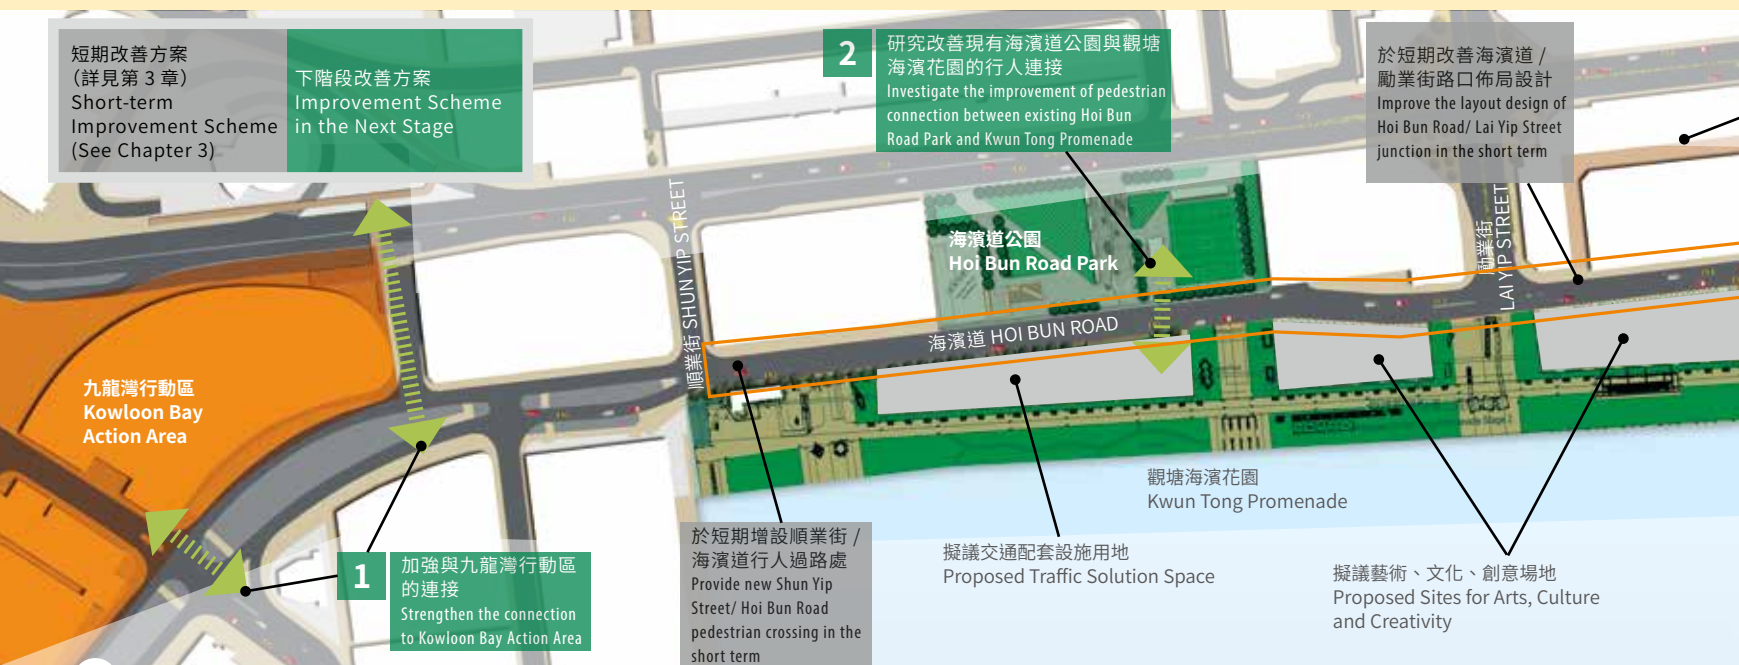 短期改善方案
(詳見第 3 章)
Short-term
Improvement Scheme
(See Chapter 3)
下階段改善方案
Improvement Scheme
in the Next Stage
2
研究改善現有海濱道公園與觀塘
海濱花園的行人連接
Investigate the improvement of pedestrian
connection between existing Hoi Bun
Road Park and Kwun Tong Promenade
於短期改善海濱道 /
勵業街路口佈局設計
Improve the layout design of
Hoi Bun Road/ Lai Yip Street
junction in the short term
順業街 SHUN YIP STREET
海濱道公園
Hoi Bun Road Park
勵業街
LAI YIP STREET
海濱道 HOI BUN ROAD
九龍灣行動區
Kowloon Bay
Action Area
觀塘海濱花園
Kwun Tong Promenade
1
加強與九龍灣行動區
的連接
Strengthen the connection
to Kowloon Bay Action Area
於短期增設順業街 /
海濱道行人過路處
Provide new Shun Yip
Street/ Hoi Bun Road
pedestrian crossing in the
short term
擬議交通配套設施用地
Proposed Traffic Solution Space
擬議藝術、文化、創意場地
Proposed Sites for Arts, Culture
and Creativity